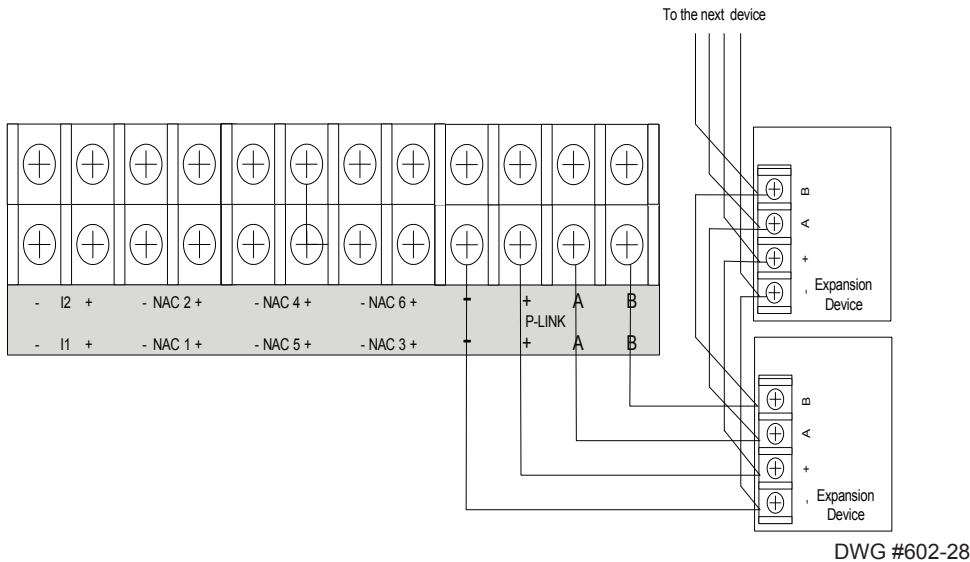 To the next device
B
A
+
-
Expansion
Device
- I2 + - NAC 2 + - NAC 4 + - NAC 6 + - + A B
P-LINK
- I1 + - NAC 1 + - NAC 5 + - NAC 3 + - + A B
B
A
+
-
Expansion
Device
DWG #602-28